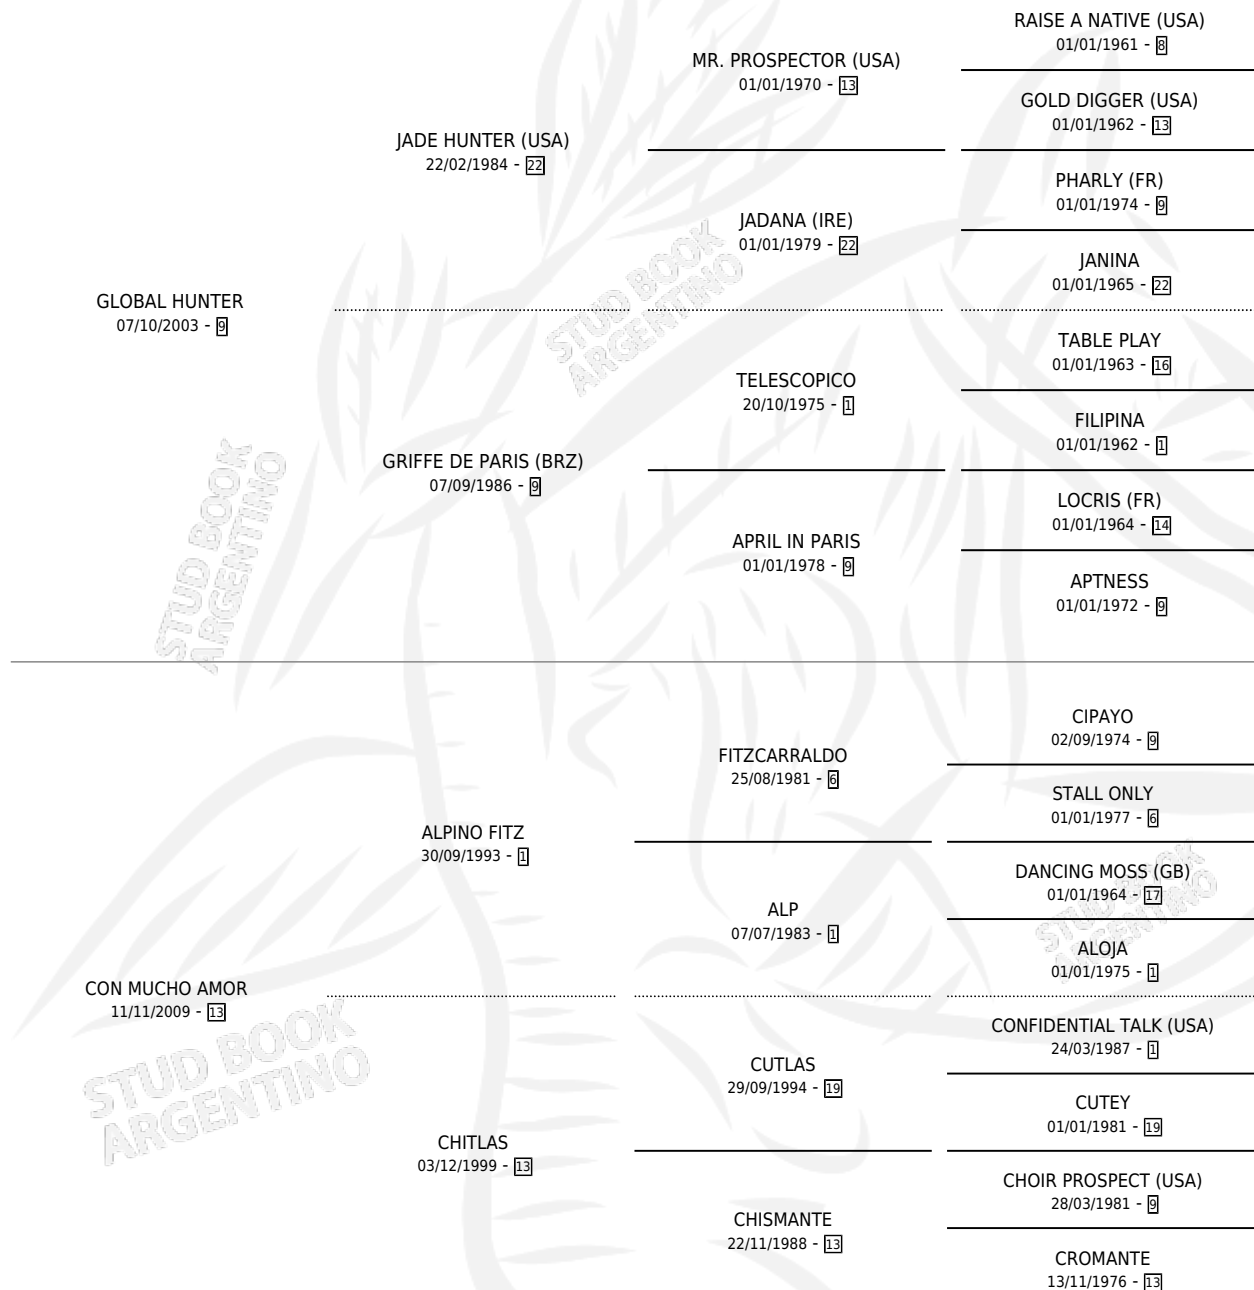 RAISE A NATIVE (USA)
01/01/1961 - 8
MR. PROSPECTOR (USA)
01/01/1970 - 13
GOLD DIGGER (USA)
01/01/1962 - 13
JADE HUNTER (USA)
22/02/1984 - 22
PHARLY (FR)
01/01/1974 - 9
JADANA (IRE)
01/01/1979 - 22
JANINA
01/01/1965 - 22
GLOBAL HUNTER
07/10/2003 - 9
STUD BOOK
ARGENTINO
TABLE PLAY
01/01/1963 - 16
TELESCOPICO
20/10/1975 - 1
FILIPINA
01/01/1962 - 1
GRIFFE DE PARIS (BRZ)
07/09/1986 - 9
LOCRIS (FR)
01/01/1964 - 14
APRIL IN PARIS
01/01/1978 - 9
APTNESS
01/01/1972 - 9
STUD BOOK
ARGENTINO
CIPAYO
02/09/1974 - 9
FITZCARRALDO
25/08/1981 - 6
STALL ONLY
01/01/1977 - 6
ALPINO FITZ
30/09/1993 - 1
DANCING MOSS (GB)
01/01/1964 - 17
ALP
07/07/1983 - 1
STUD BOOK
ARGENTINO
ALOJA
01/01/1975 - 1
CON MUCHO AMOR
11/11/2009 - 13
STUD BOOK
ARGENTINO
CONFIDENTIAL TALK (USA)
24/03/1987 - 1
CUTLAS
29/09/1994 - 19
CUTEY
01/01/1981 - 19
CHITLAS
03/12/1999 - 13
CHOIR PROSPECT (USA)
28/03/1981 - 9
CHISMANTE
22/11/1988 - 13
CROMANTE
13/11/1976 - 13